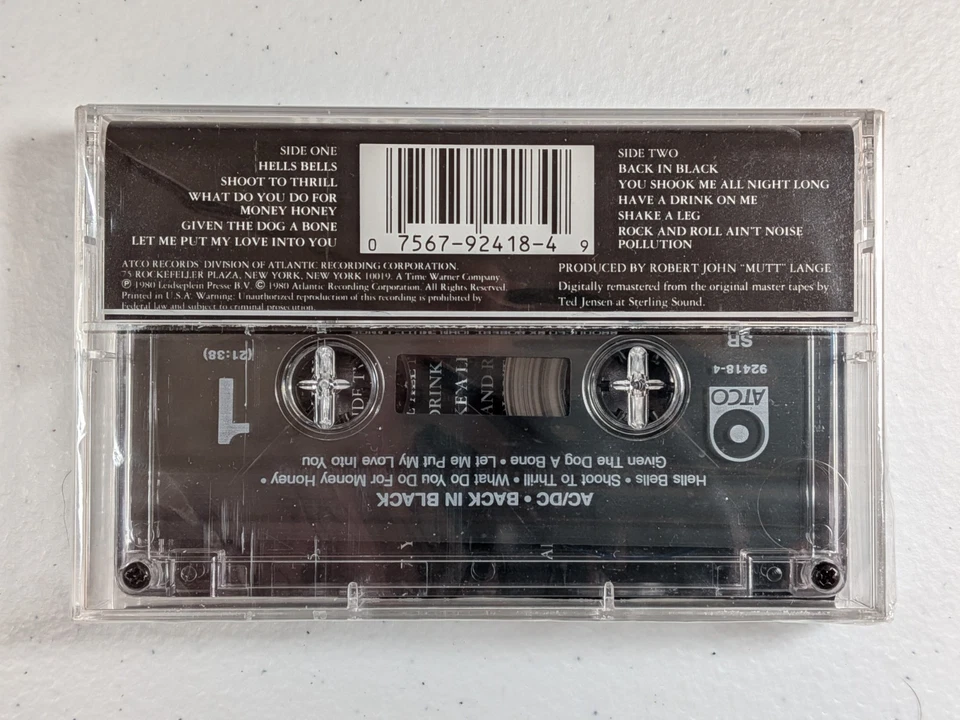 SIDE ONE
HELLS BELLS
SHOOT TO THRILL
WHAT DO YOU DO FOR
MONEY HONEY
GIVEN THE DOG A BONE
LET ME PUT MY LOVE INTO YOU
0 7567-92418-4 9
SIDE TWO
BACK IN BLACK
YOU SHOOK ME ALL NIGHT LONG
HAVE A DRINK ON ME
SHAKE A LEG
ROCK AND ROLL AIN'T NOISE
POLLUTION
ATCO RECORDS DIVISION OF ATLANTIC RECORDING CORPORATION.
75 ROCKEFELLER PLAZA, NEW YORK, NEW YORK 10019. A Time Warner Company.
℗ 1980 Leidseplein Presse B.V. © 1980 Atlantic Recording Corporation. All Rights Reserved.
Printed in U.S.A. Warning: Unauthorized reproduction of this recording is prohibited by
Federal law and subject to criminal prosecution.
PRODUCED BY ROBERT JOHN "MUTT" LANGE
Digitally remastered from the original master tapes by
Ted Jensen at Sterling Sound.
AC/DC • BACK IN BLACK
Hells Bells • Shoot To Thrill • What Do You Do For Money Honey •
Given The Dog A Bone • Let Me Put My Love Into You
ATCO
92418-4
SR
1
(21:38)
DRINK
KE A LE
AND R